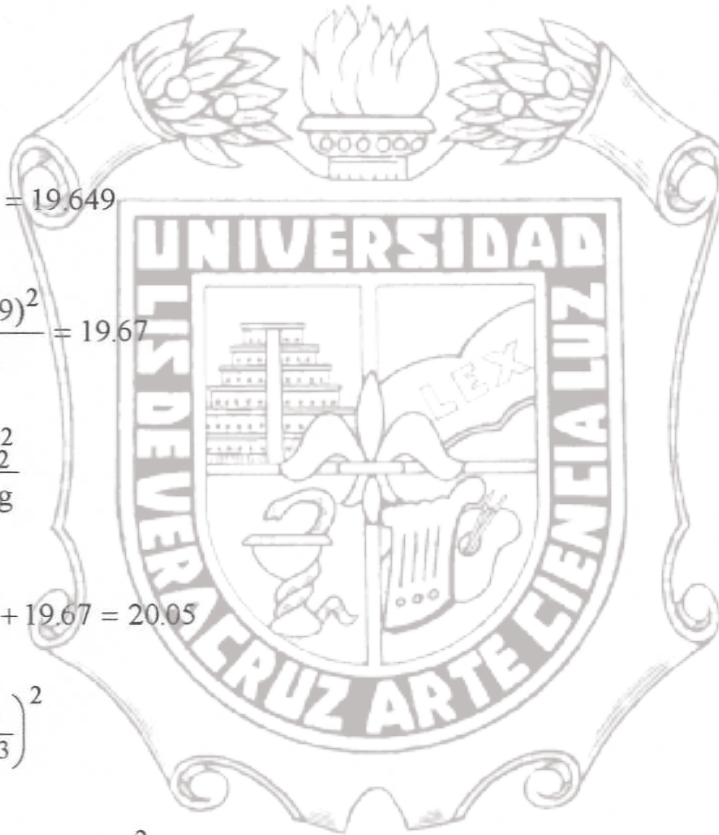 = 19.649
UNIVERSIDAD
9)² = 19.67
LIS DE VERACRUZ ARTE CIENCIA LUZ
LEX
2
2
g
+ 19.67 = 20.05
3)²
2